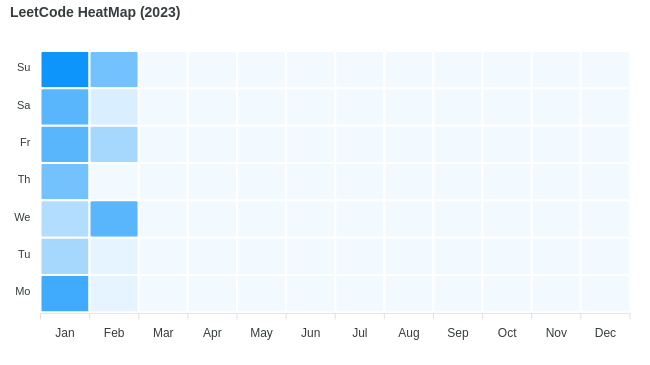 LeetCode HeatMap (2023)
Su
Sa
Fr
Th
We
Tu
Mo
Jan Feb Mar Apr May Jun Jul Aug Sep Oct Nov Dec